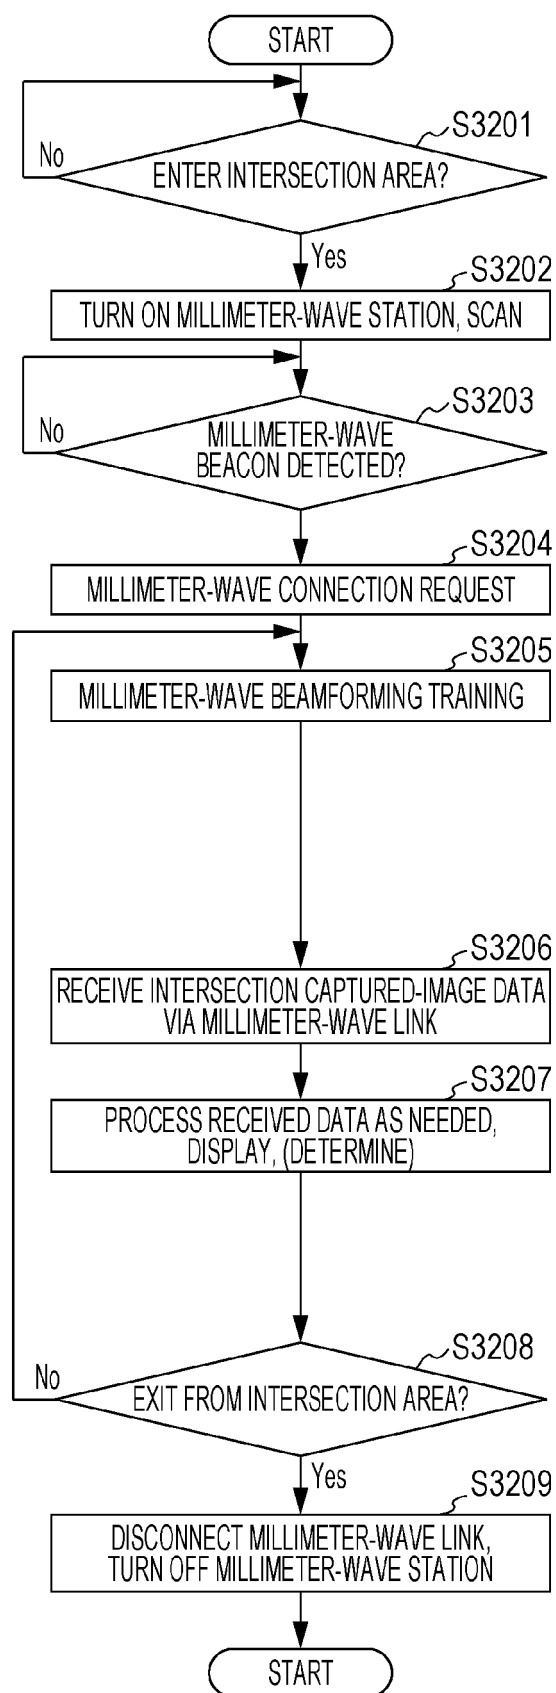 START
S3201
No
ENTER INTERSECTION AREA?
Yes
S3202
TURN ON MILLIMETER-WAVE STATION, SCAN
S3203
No
MILLIMETER-WAVE
BEACON DETECTED?
S3204
MILLIMETER-WAVE CONNECTION REQUEST
S3205
MILLIMETER-WAVE BEAMFORMING TRAINING
S3206
RECEIVE INTERSECTION CAPTURED-IMAGE DATA
VIA MILLIMETER-WAVE LINK
S3207
PROCESS RECEIVED DATA AS NEEDED,
DISPLAY, (DETERMINE)
S3208
No
EXIT FROM INTERSECTION AREA?
Yes
S3209
DISCONNECT MILLIMETER-WAVE LINK,
TURN OFF MILLIMETER-WAVE STATION
START